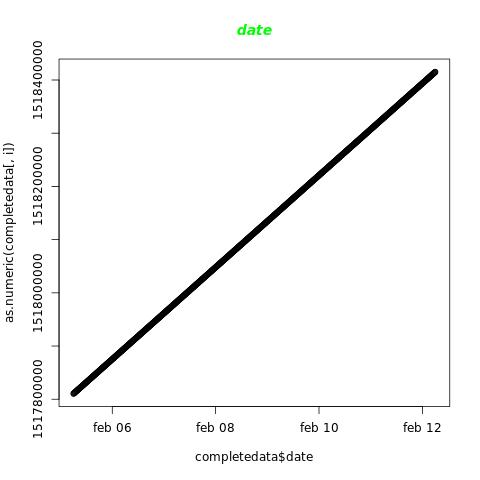 date
as.numeric(completedata[, i])
1518400000
1518200000
1518000000
1517800000
feb 06
feb 08
feb 10
feb 12
completedata$date